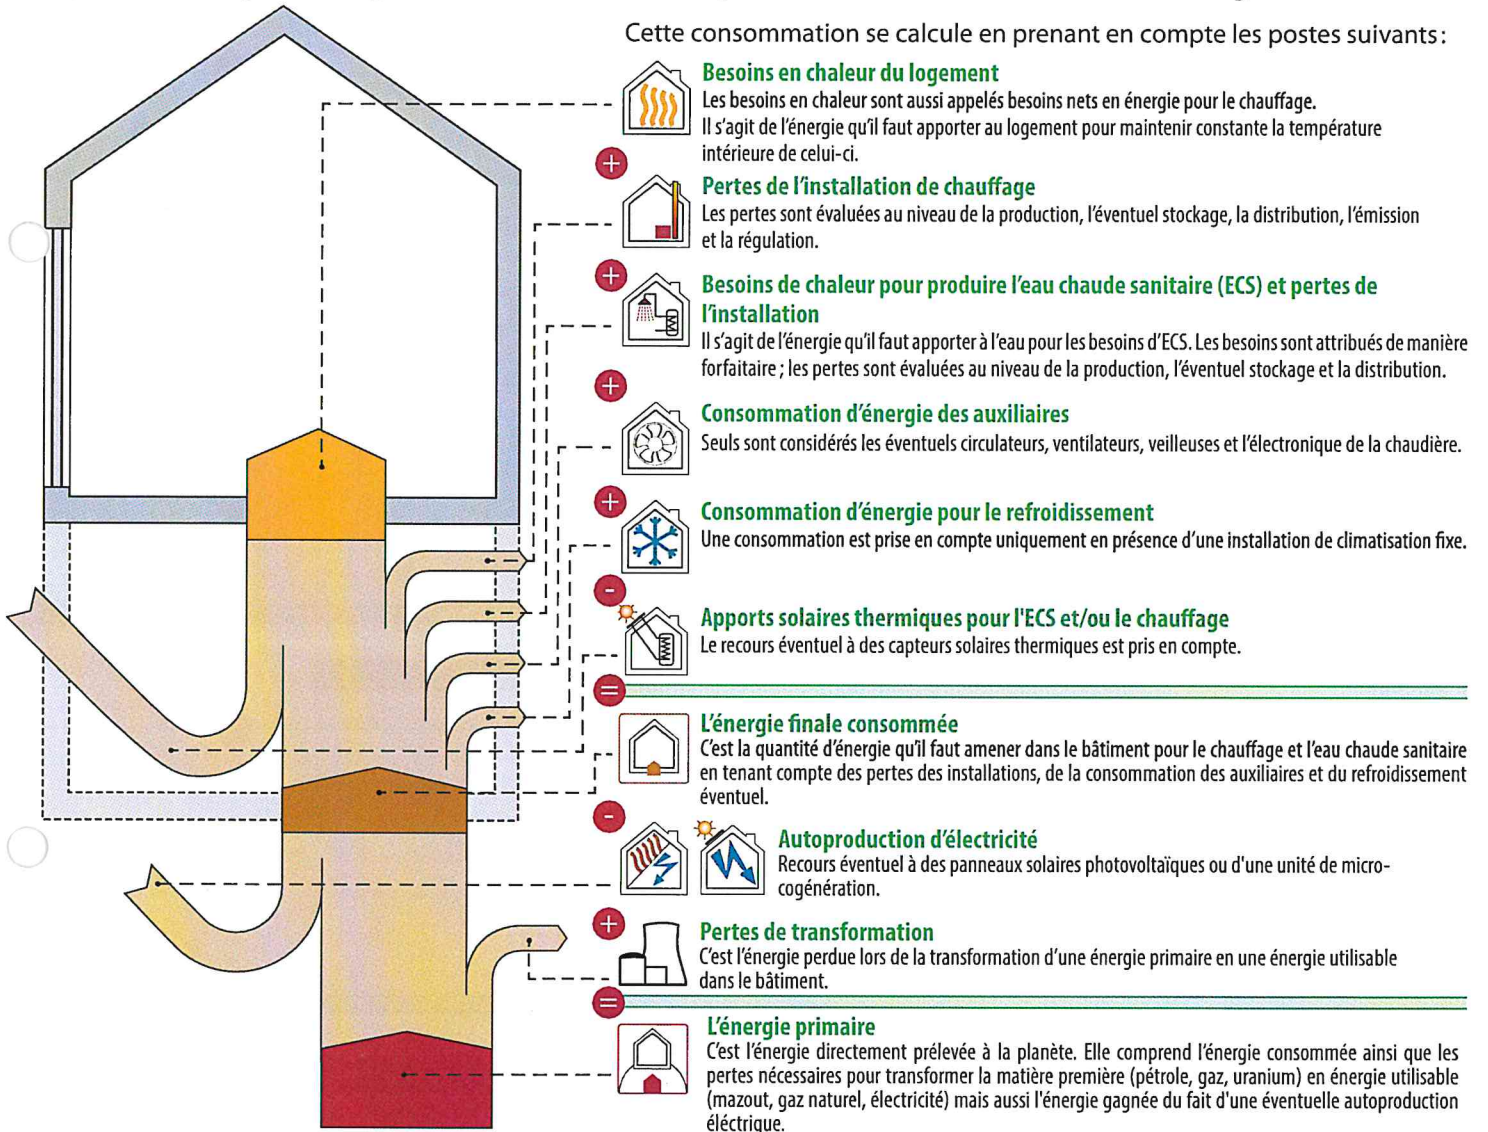 Cette consommation se calcule en prenant en compte les postes suivants:
Besoins en chaleur du logement
Les besoins en chaleur sont aussi appelés besoins nets en énergie pour le chauffage.
Il s'agit de l'énergie qu'il faut apporter au logement pour maintenir constante la température
intérieure de celui-ci.
+
Pertes de l'installation de chauffage
Les pertes sont évaluées au niveau de la production, l'éventuel stockage, la distribution, l'émission
et la régulation.
+
Besoins de chaleur pour produire l'eau chaude sanitaire (ECS) et pertes de
l'installation
Il s'agit de l'énergie qu'il faut apporter à l'eau pour les besoins d'ECS. Les besoins sont attribués de manière
forfaitaire ; les pertes sont évaluées au niveau de la production, l'éventuel stockage et la distribution.
+
Consommation d'énergie des auxiliaires
Seuls sont considérés les éventuels circulateurs, ventilateurs, veilleuses et l'électronique de la chaudière.
+
Consommation d'énergie pour le refroidissement
Une consommation est prise en compte uniquement en présence d'une installation de climatisation fixe.
-
Apports solaires thermiques pour l'ECS et/ou le chauffage
Le recours éventuel à des capteurs solaires thermiques est pris en compte.
=
L'énergie finale consommée
C'est la quantité d'énergie qu'il faut amener dans le bâtiment pour le chauffage et l'eau chaude sanitaire
en tenant compte des pertes des installations, de la consommation des auxiliaires et du refroidissement
éventuel.
-
Autoproduction d'électricité
Recours éventuel à des panneaux solaires photovoltaïques ou d'une unité de micro-
cogénération.
+
Pertes de transformation
C'est l'énergie perdue lors de la transformation d'une énergie primaire en une énergie utilisable
dans le bâtiment.
=
L'énergie primaire
C'est l'énergie directement prélevée à la planète. Elle comprend l'énergie consommée ainsi que les
pertes nécessaires pour transformer la matière première (pétrole, gaz, uranium) en énergie utilisable
(mazout, gaz naturel, électricité) mais aussi l'énergie gagnée du fait d'une éventuelle autoproduction
éléctrique.